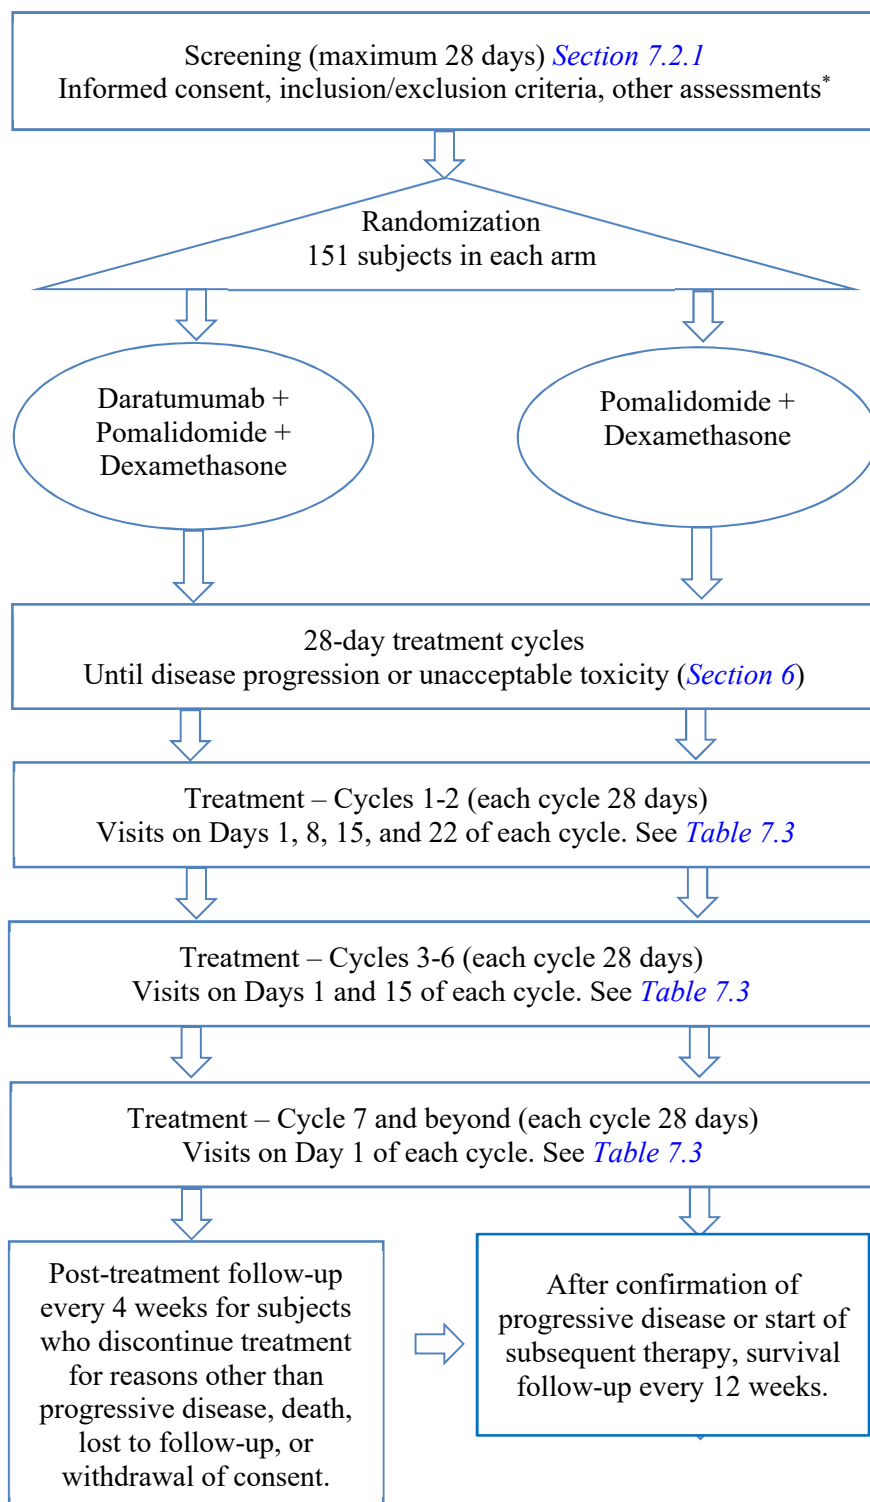 Screening (maximum 28 days) Section 7.2.1
Informed consent, inclusion/exclusion criteria, other assessments*
Randomization
151 subjects in each arm
Daratumumab +
Pomalidomide +
Dexamethasone
Pomalidomide +
Dexamethasone
28-day treatment cycles
Until disease progression or unacceptable toxicity (Section 6)
Treatment – Cycles 1-2 (each cycle 28 days)
Visits on Days 1, 8, 15, and 22 of each cycle. See Table 7.3
Treatment – Cycles 3-6 (each cycle 28 days)
Visits on Days 1 and 15 of each cycle. See Table 7.3
Treatment – Cycle 7 and beyond (each cycle 28 days)
Visits on Day 1 of each cycle. See Table 7.3
Post-treatment follow-up
every 4 weeks for subjects
who discontinue treatment
for reasons other than
progressive disease, death,
lost to follow-up, or
withdrawal of consent.
After confirmation of
progressive disease or start of
subsequent therapy, survival
follow-up every 12 weeks.